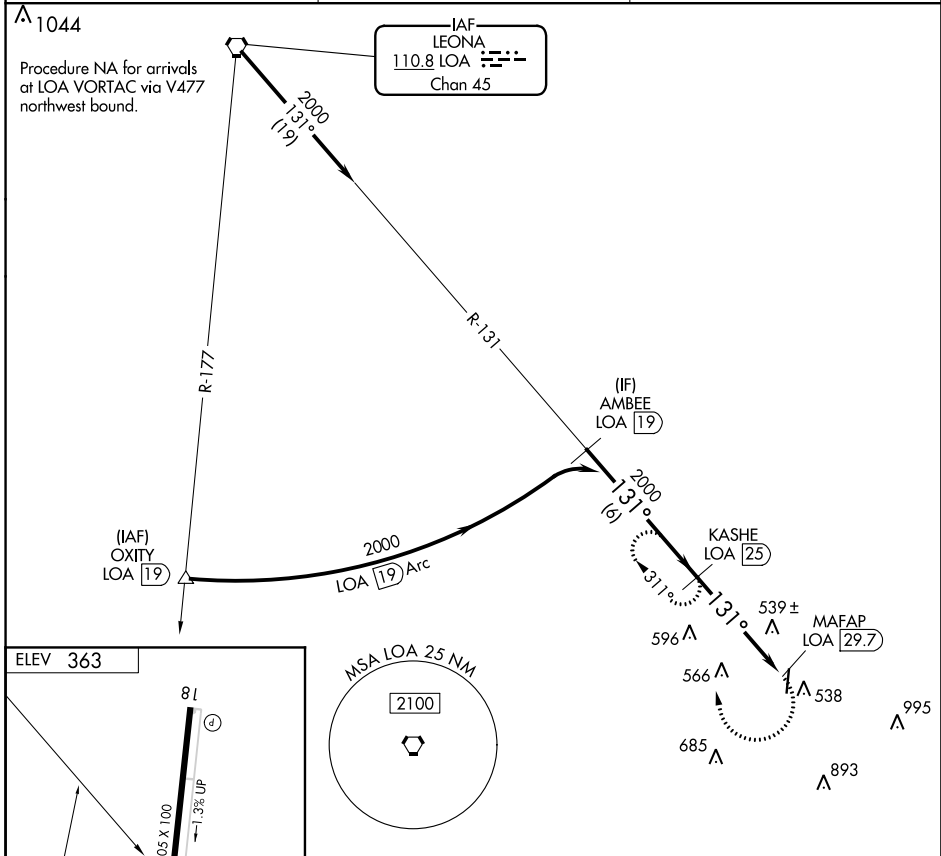 1044
Procedure NA for arrivals
at LOA VORTAC via V477
northwest bound.
IAF
LEONA
110.8 LOA
Chan 45
2000
131°
(19)
R-131
R-177
(IF)
AMBEE
LOA 19
2000
131°
(6)
(IAF)
OXITY
LOA 19
2000
LOA 19 Arc
KASHE
LOA 25
311°
131°
539 ±
MAFAP
LOA 29.7
596
566
538
995
685
893
MSA LOA 25 NM
2100
ELEV 363
18
P
1.3% UP
05 X 100